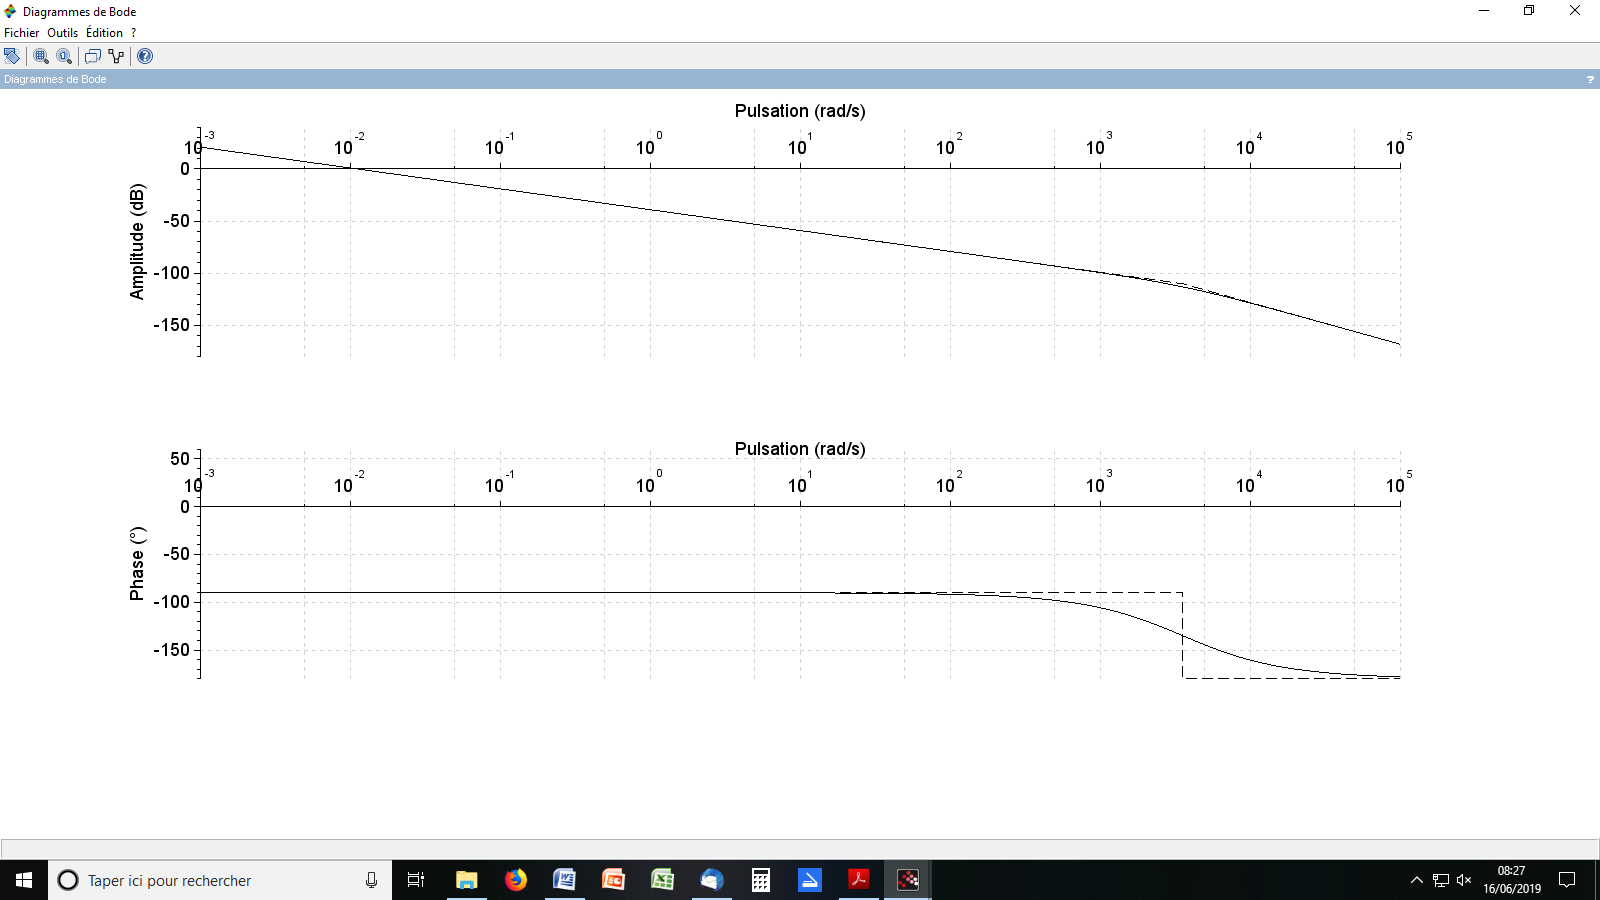 Diagrammes de Bode
Fichier Outils Édition ?
Diagrammes de Bode ?
Pulsation (rad/s)
10^-3 10^-2 10^-1 10^0 10^1 10^2 10^3 10^4 10^5
0
-50
-100
-150
Amplitude (dB)
Pulsation (rad/s)
50
10^-3 10^-2 10^-1 10^0 10^1 10^2 10^3 10^4 10^5
0
-50
-100
-150
Phase (°)
Taper ici pour rechercher
08:27
16/06/2019